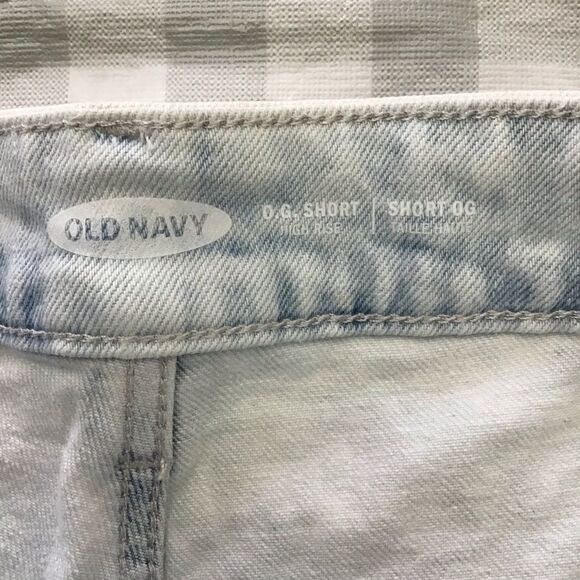 OLD NAVY
O.G. SHORT | SHORT OG
HIGH RISE | TAILLE HAUTE